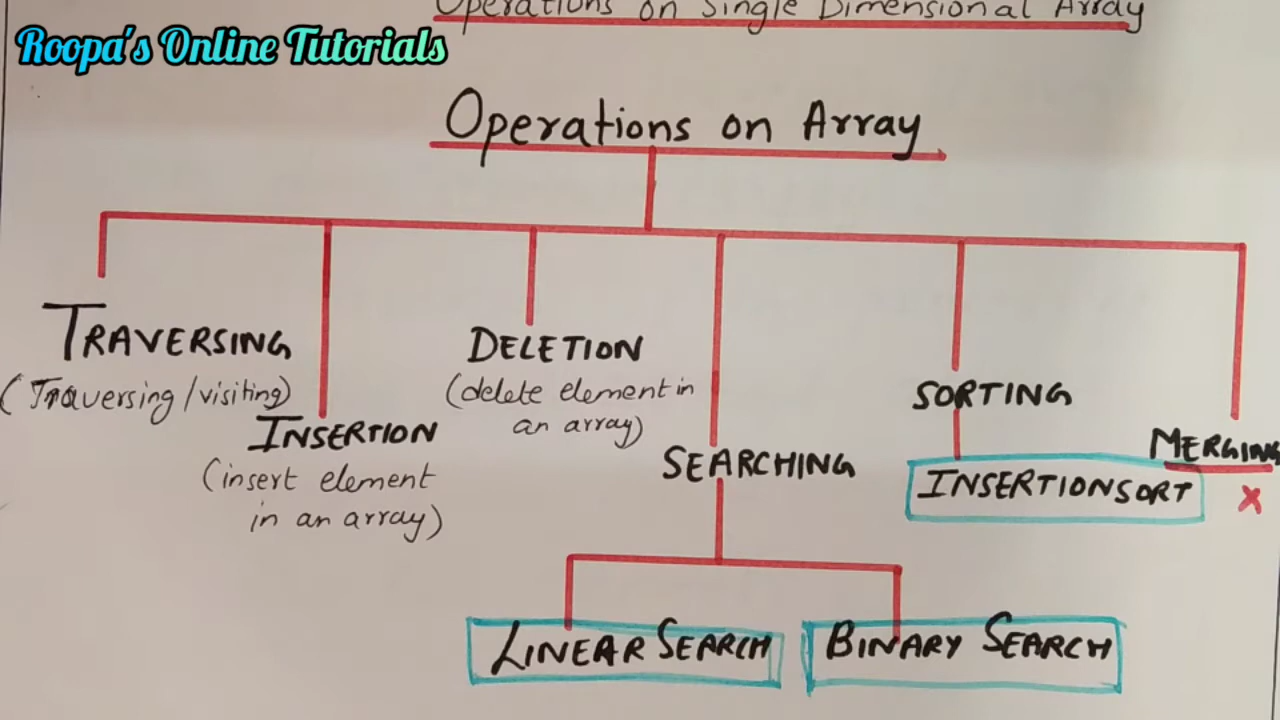 Operations on Single Dimensional Array
Roopa's Online Tutorials
Operations on Array
TRAVERSING
(Traversing/visiting)
INSERTION
(insert element
in an array)
DELETION
(delete element in
an array)
SEARCHING
LINEAR SEARCH
BINARY SEARCH
SORTING
INSERTIONSORT
MERGING
X